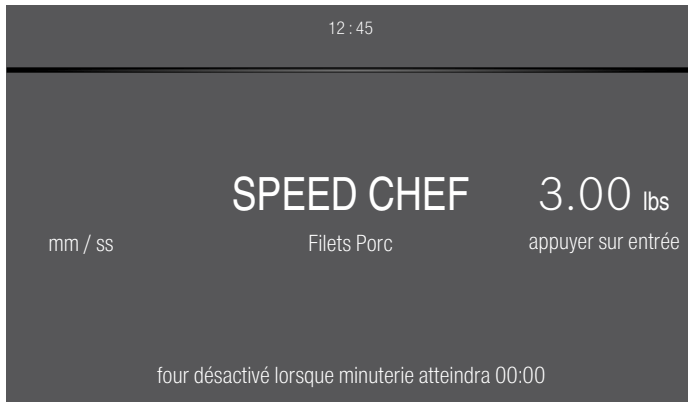 12 : 45
SPEED CHEF 3.00 lbs
mm / ss Filets Porc appuyer sur entrée
four désactivé lorsque minuterie atteindra 00:00